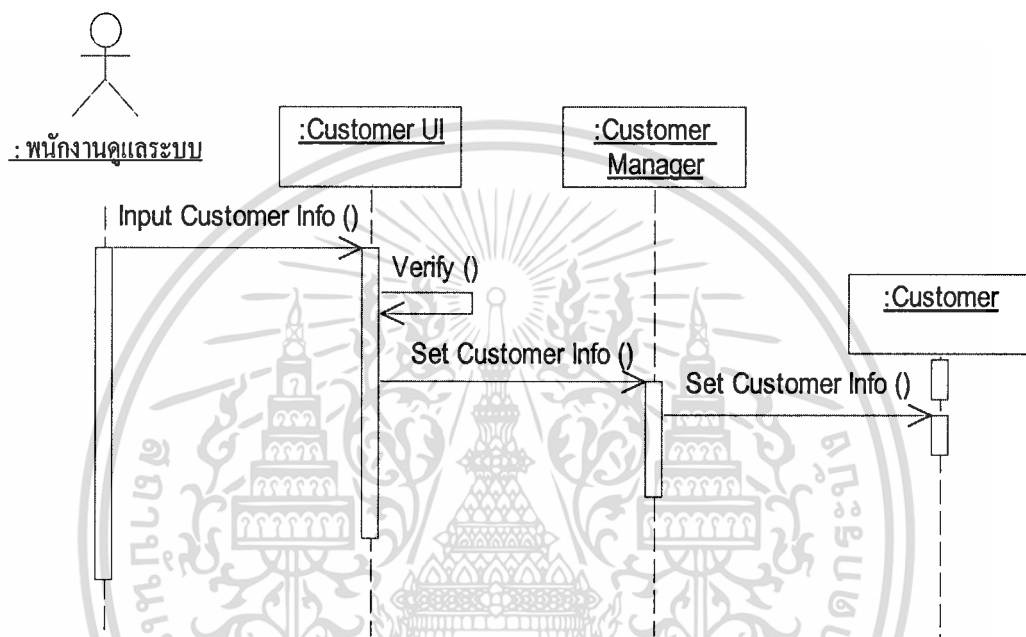 : พนักงานดูแลระบบ
:Customer UI
:Customer
Manager
Input Customer Info ()
Verify ()
:Customer
Set Customer Info ()
Set Customer Info ()